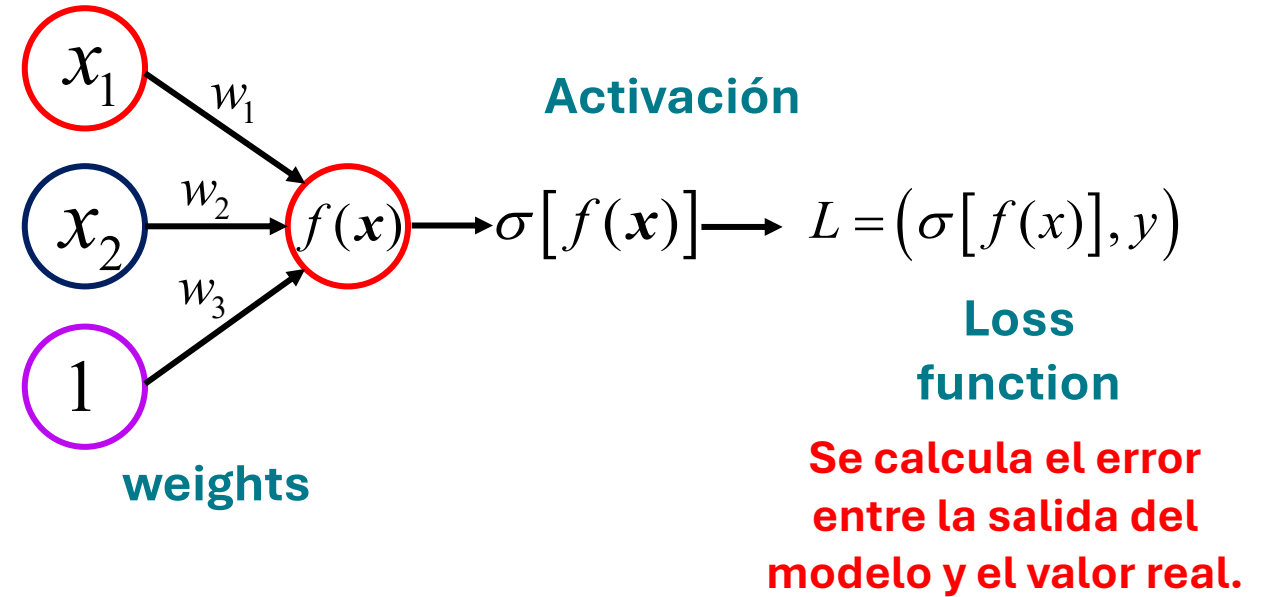 x₁
w₁
Activación
x₂
w₂
f(x)
σ[f(x)]
L = (σ[f(x)], y)
w₃
1
Loss
function
weights
Se calcula el error
entre la salida del
modelo y el valor real.